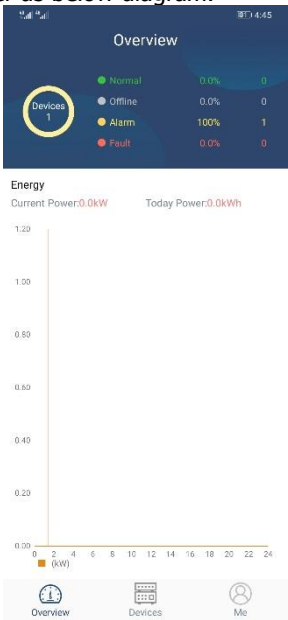 er as below diagram.
4:45
Overview
Devices
1
Normal 0.0% 0
Offline 0.0% 0
Alarm 100% 1
Fault 0.0% 0
Energy
Current Power:0.0kW Today Power:0.0kWh
1.20
1.00
0.80
0.60
0.40
0.20
0.00
0 2 4 6 8 10 12 14 16 18 20 22 24
(kW)
Overview Devices Me